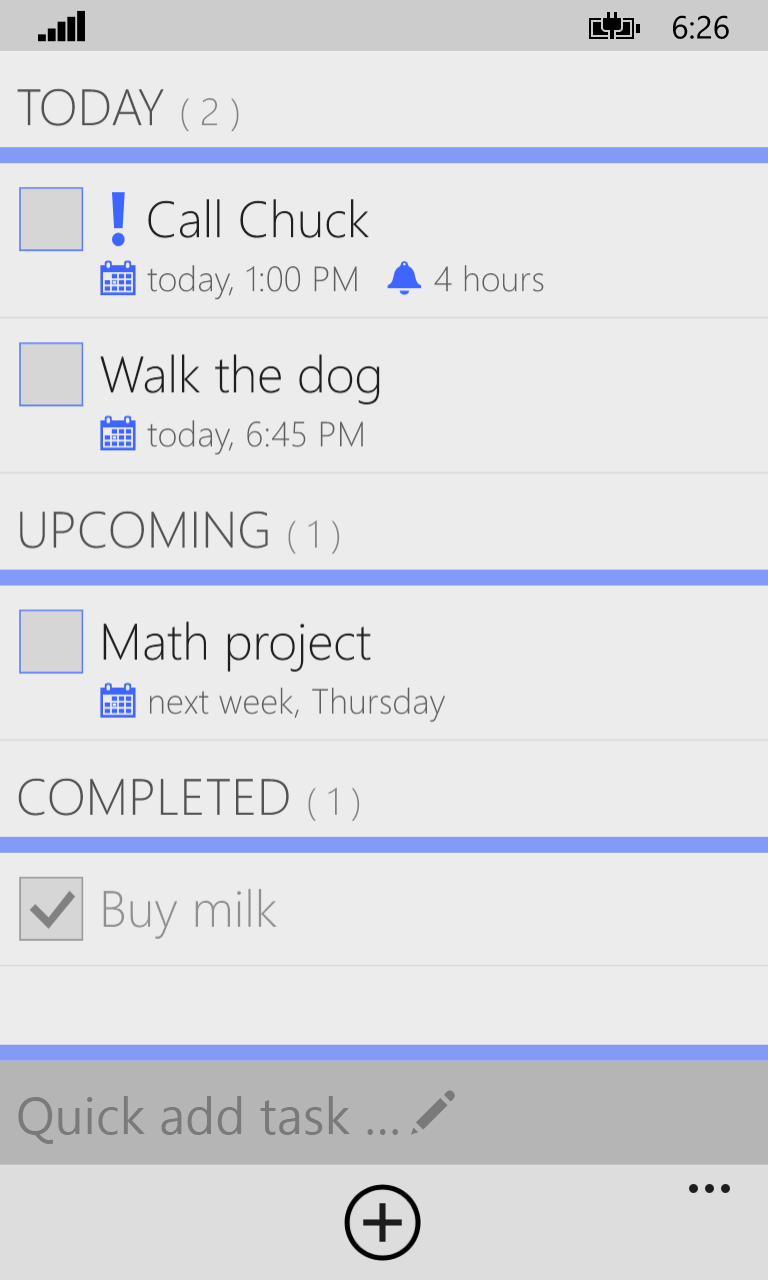 6:26
TODAY ( 2 )
Call Chuck
today, 1:00 PM 4 hours
Walk the dog
today, 6:45 PM
UPCOMING ( 1 )
Math project
next week, Thursday
COMPLETED ( 1 )
Buy milk
Quick add task ...